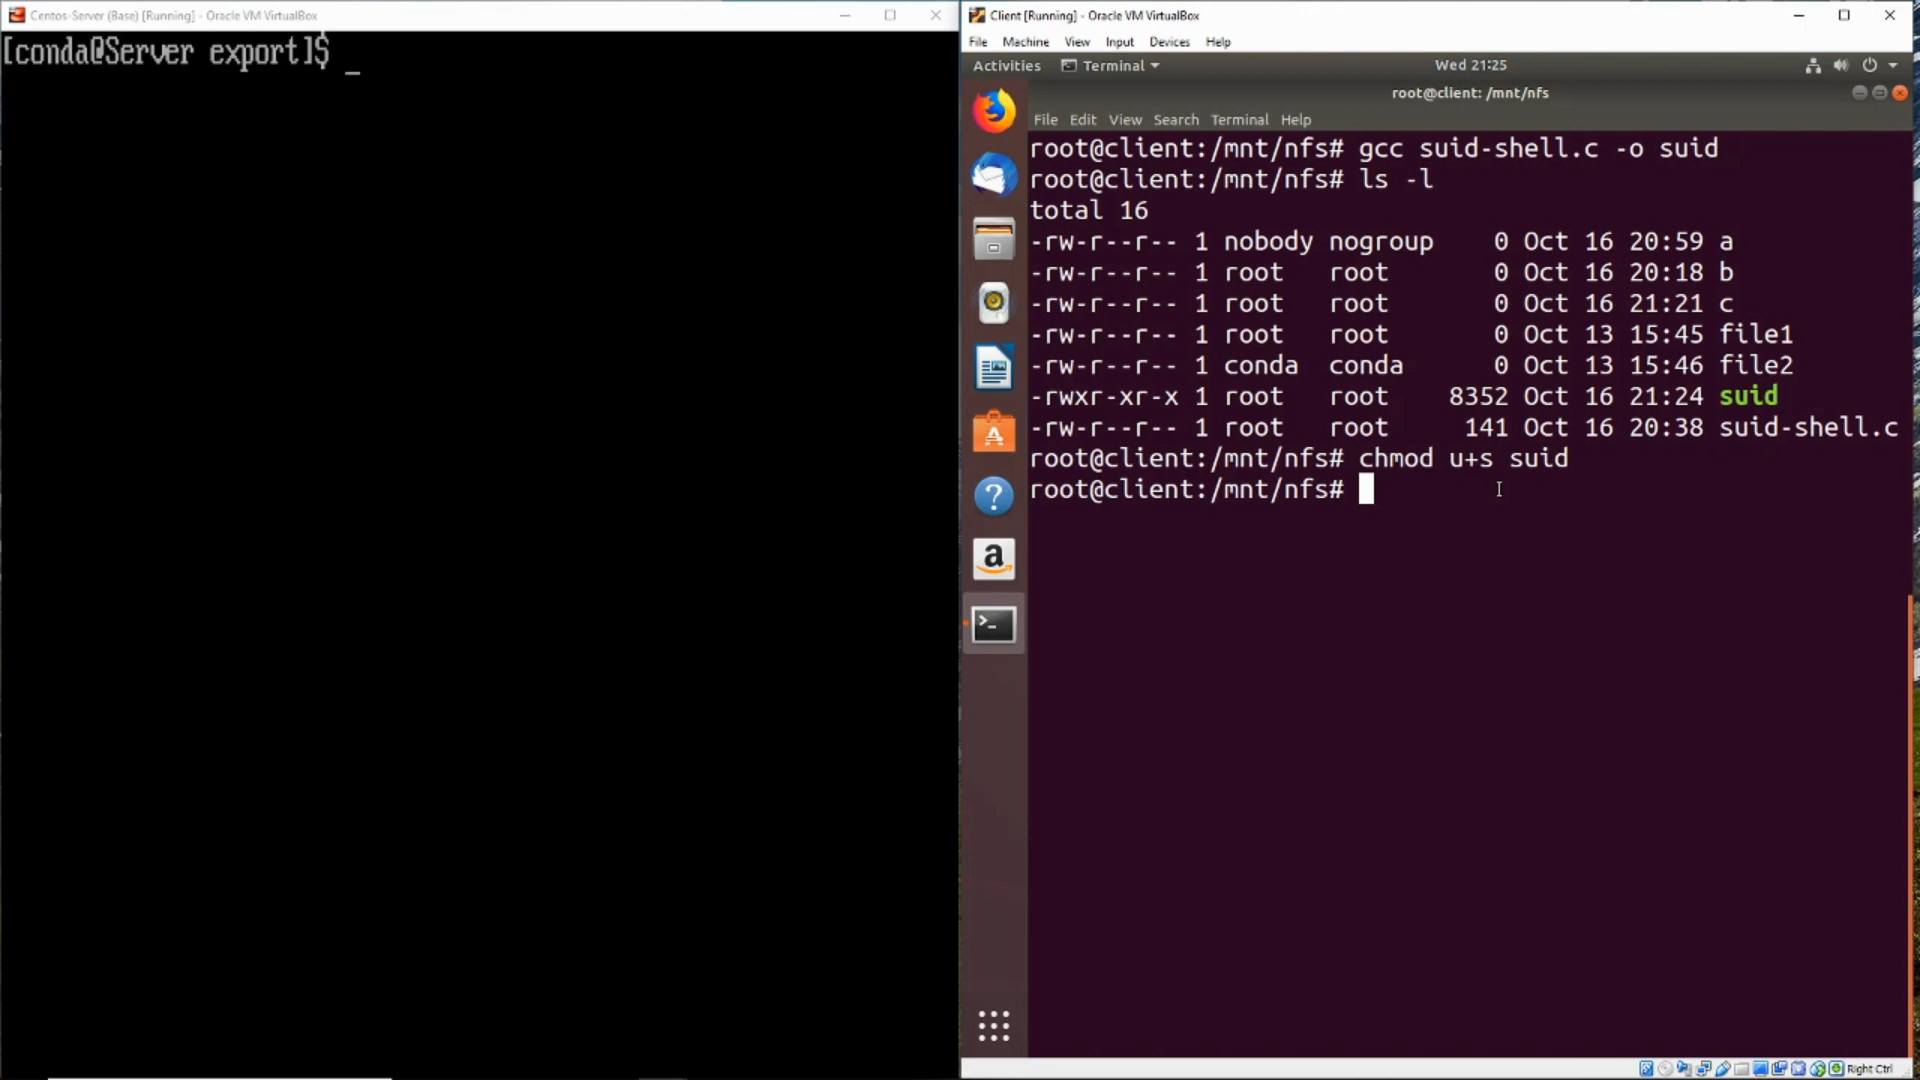 Centos-Server (Base) [Running] - Oracle VM VirtualBox
[conda@Server export]$ _
Client [Running] - Oracle VM VirtualBox
File Machine View Input Devices Help
Activities Terminal Wed 21:25
root@client: /mnt/nfs
File Edit View Search Terminal Help
root@client:/mnt/nfs# gcc suid-shell.c -o suid
root@client:/mnt/nfs# ls -l
total 16
-rw-r--r-- 1 nobody nogroup 0 Oct 16 20:59 a
-rw-r--r-- 1 root root 0 Oct 16 20:18 b
-rw-r--r-- 1 root root 0 Oct 16 21:21 c
-rw-r--r-- 1 root root 0 Oct 13 15:45 file1
-rw-r--r-- 1 conda conda 0 Oct 13 15:46 file2
-rwxr-xr-x 1 root root 8352 Oct 16 21:24 suid
-rw-r--r-- 1 root root 141 Oct 16 20:38 suid-shell.c
root@client:/mnt/nfs# chmod u+s suid
root@client:/mnt/nfs#
Right Ctrl